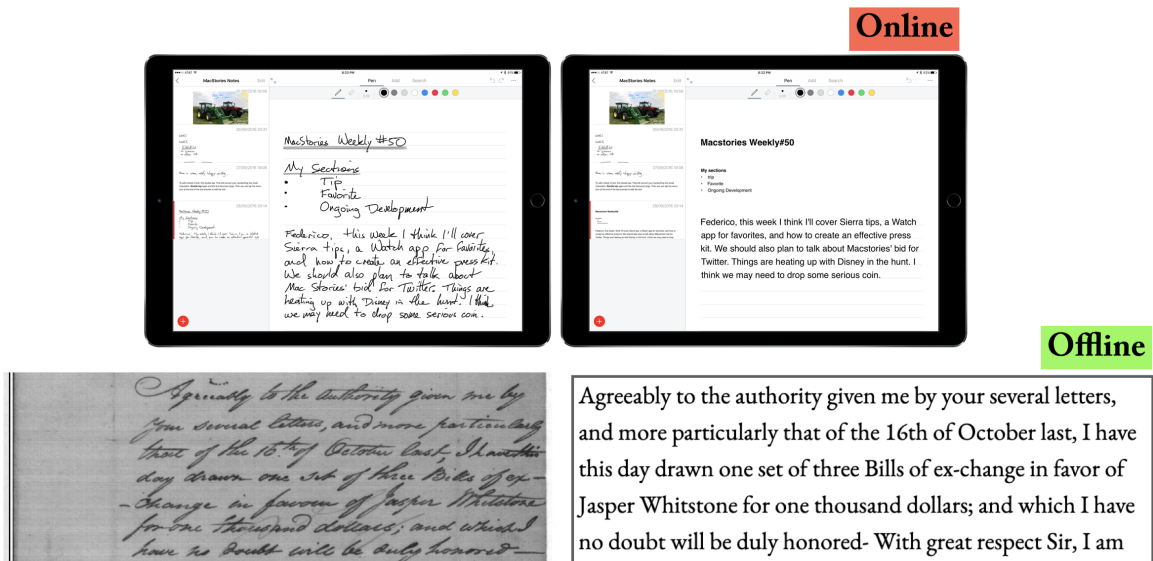 Online
MacStories Notes
Edit
8:23 PM
Pen Add Search
MacStories Weekly #50
My Sections
• Tip
• Favorite
• Ongoing Development
Federico, this week I think I'll cover
Sierra tips, a Watch app for favorites,
and how to create an effective press kit.
We should also plan to talk about
Mac Stories' bid for Twitter. Things are
heating up with Disney in the hunt. I think
we may need to drop some serious coin.
MacStories Notes
Edit
8:23 PM
Pen Add Search
Macstories Weekly#50
My sections
• trip
• Favorite
• Ongoing Development
Federico, this week I think I'll cover Sierra tips, a Watch
app for favorites, and how to create an effective press
kit. We should also plan to talk about Macstories' bid for
Twitter. Things are heating up with Disney in the hunt. I
think we may need to drop some serious coin.
Offline
Agreeably to the authority given me by
your several letters, and more particularly
that of the 16th of October last, I have this
day drawn one set of three Bills of ex-
-change in favour of Jasper Whitstone
for one thousand dollars; and which I
have no doubt will be duly honored-
Agreeably to the authority given me by your several letters,
and more particularly that of the 16th of October last, I have
this day drawn one set of three Bills of ex-change in favor of
Jasper Whitstone for one thousand dollars; and which I have
no doubt will be duly honored- With great respect Sir, I am